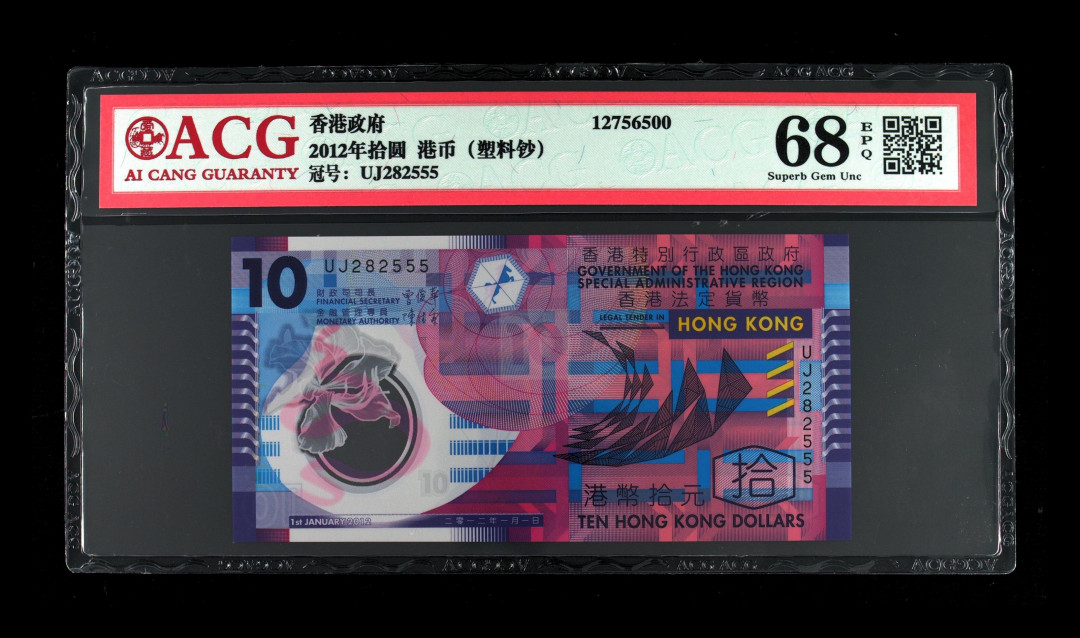 ACG
AI CANG GUARANTY
香港政府
2012年拾圆 港币（塑料钞）
冠号：UJ282555
12756500
68
EPQ
Superb Gem Unc
10
UJ282555
財政司司長
FINANCIAL SECRETARY
金融管理專員
MONETARY AUTHORITY
香港特別行政區政府
GOVERNMENT OF THE HONG KONG
SPECIAL ADMINISTRATIVE REGION
香港法定貨幣
LEGAL TENDER IN
HONG KONG
UJ282555
10
拾
港幣拾元
TEN HONG KONG DOLLARS
1st JANUARY 2012
二零一二年一月一日